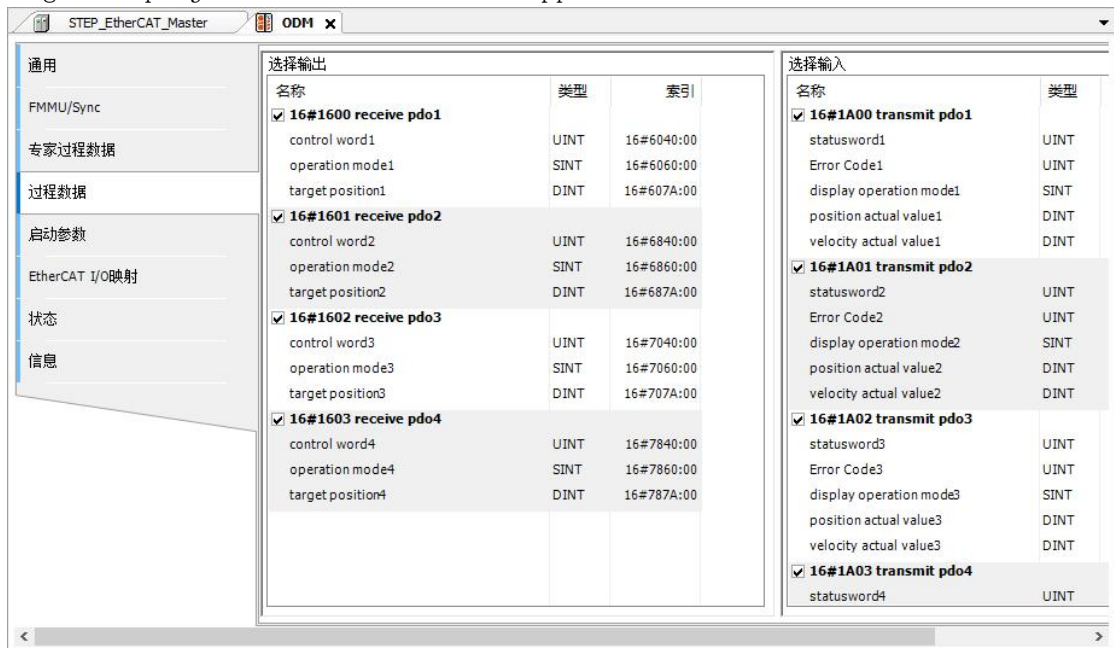 STEP_EtherCAT_Master
ODM
通用
FMMU/Sync
专家过程数据
过程数据
启动参数
EtherCAT I/O映射
状态
信息
选择输出
名称 类型 索引
16#1600 receive pdo1
control word1 UINT 16#6040:00
operation mode1 SINT 16#6060:00
target position1 DINT 16#607A:00
16#1601 receive pdo2
control word2 UINT 16#6840:00
operation mode2 SINT 16#6860:00
target position2 DINT 16#687A:00
16#1602 receive pdo3
control word3 UINT 16#7040:00
operation mode3 SINT 16#7060:00
target position3 DINT 16#707A:00
16#1603 receive pdo4
control word4 UINT 16#7840:00
operation mode4 SINT 16#7860:00
target position4 DINT 16#787A:00
选择输入
名称 类型
16#1A00 transmit pdo1
statusword1 UINT
Error Code1 UINT
display operation mode1 SINT
position actual value1 DINT
velocity actual value1 DINT
16#1A01 transmit pdo2
statusword2 UINT
Error Code2 UINT
display operation mode2 SINT
position actual value2 DINT
velocity actual value2 DINT
16#1A02 transmit pdo3
statusword3 UINT
Error Code3 UINT
display operation mode3 SINT
position actual value3 DINT
velocity actual value3 DINT
16#1A03 transmit pdo4
statusword4 UINT